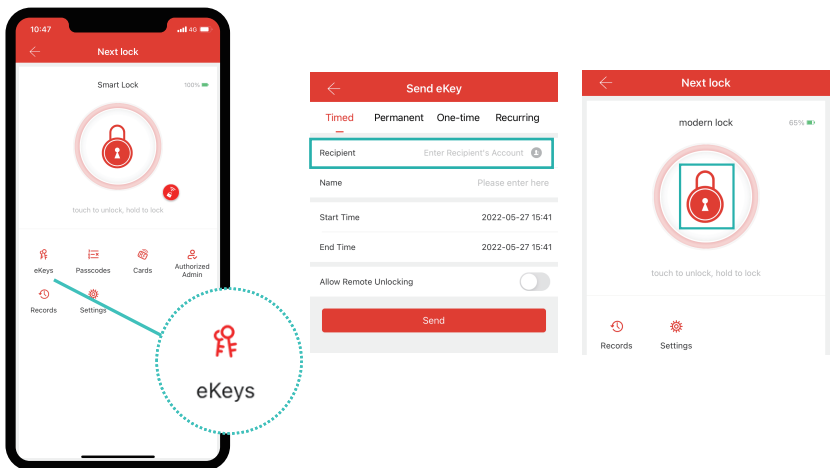 10:47
4G
Next lock
Smart Lock
100%
touch to unlock, hold to lock
eKeys
Passcodes
Cards
Authorized
Admin
Records
Settings
eKeys
Send eKey
Timed Permanent One-time Recurring
Recipient Enter Recipient's Account
Name Please enter here
Start Time 2022-05-27 15:41
End Time 2022-05-27 15:41
Allow Remote Unlocking
Send
Next lock
modern lock
65%
touch to unlock, hold to lock
Records
Settings